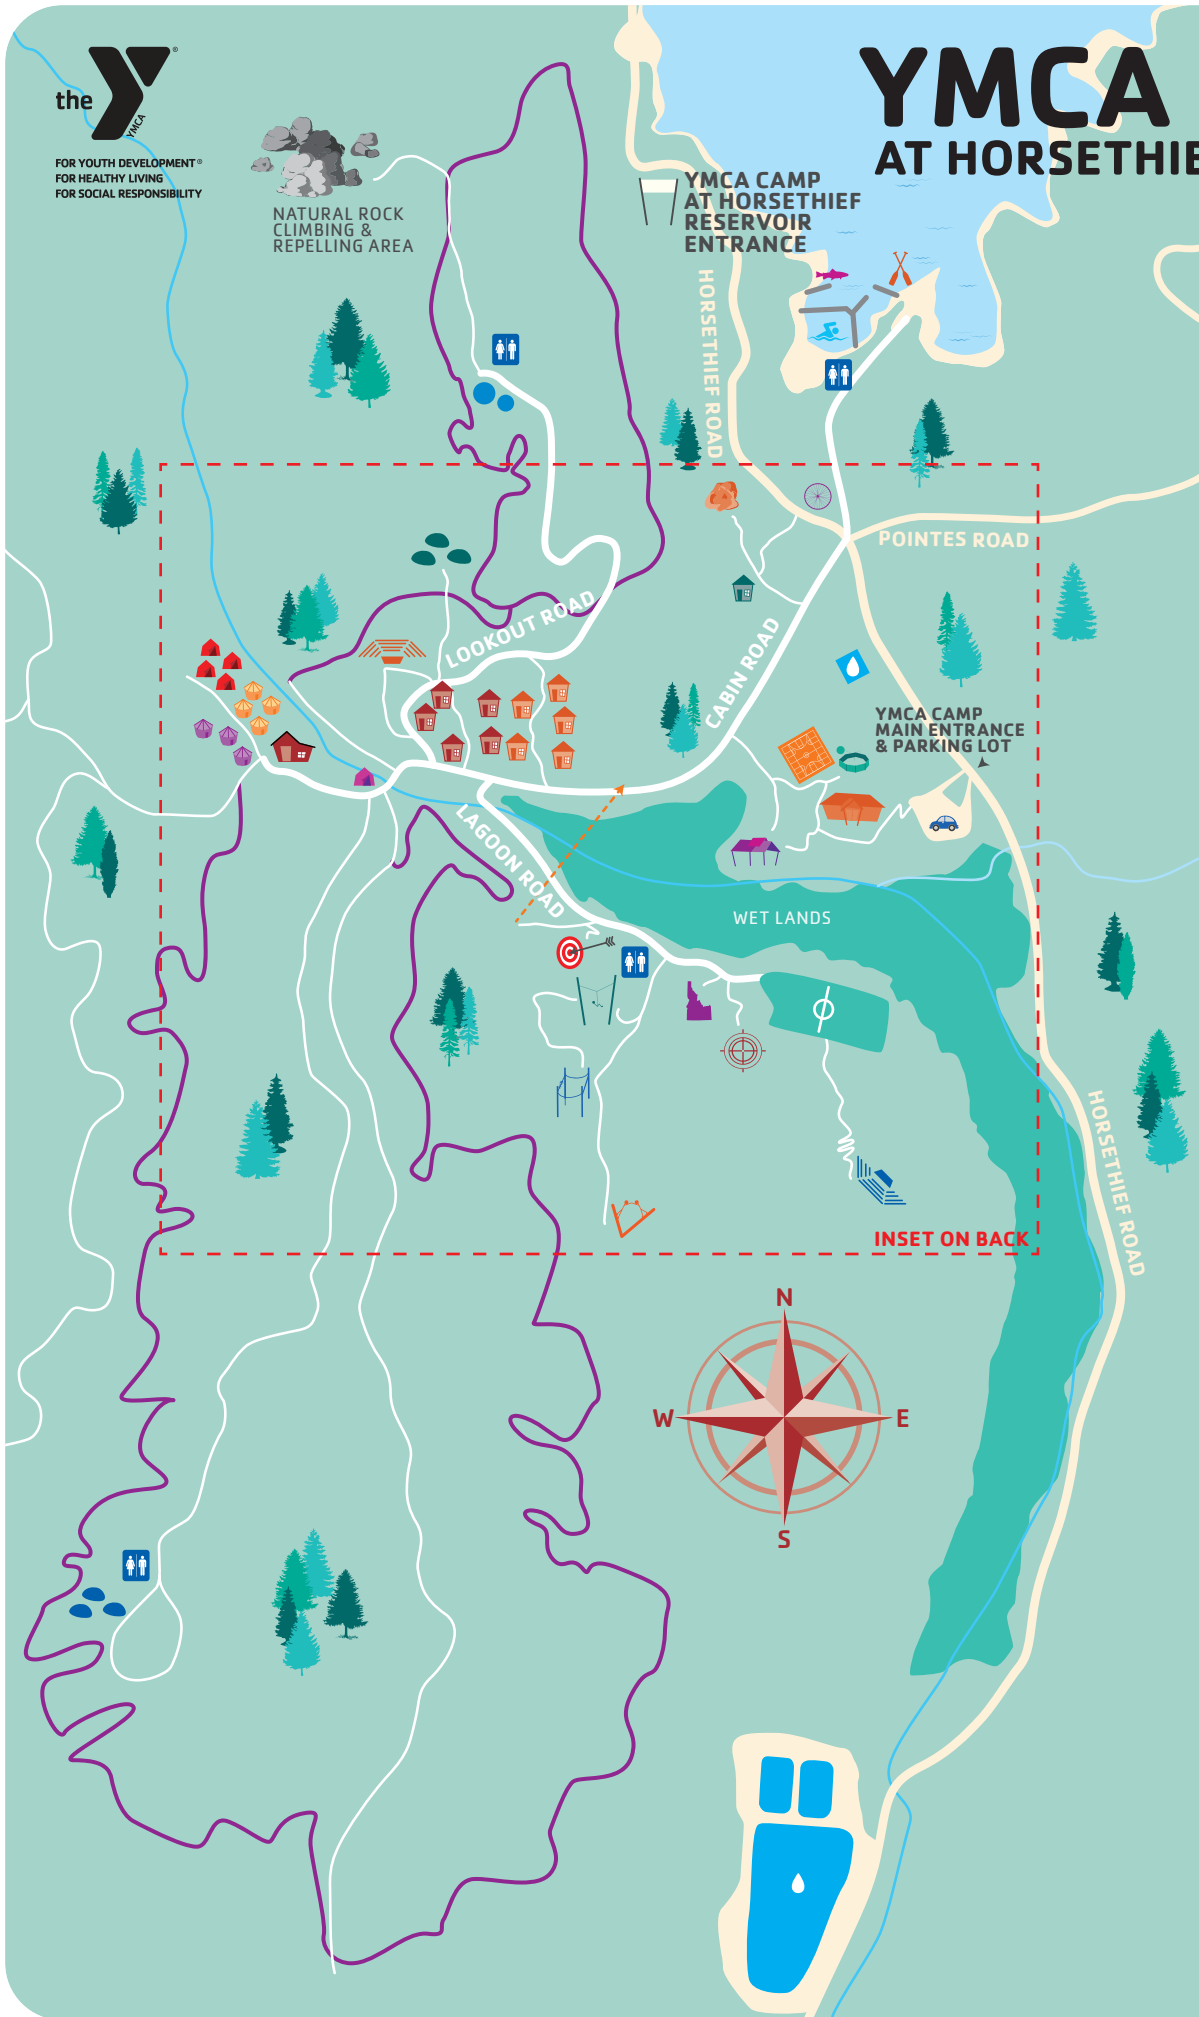 the
YMCA
FOR YOUTH DEVELOPMENT®
FOR HEALTHY LIVING
FOR SOCIAL RESPONSIBILITY
YMCA
AT HORSETHIE
NATURAL ROCK
CLIMBING &
REPELLING AREA
YMCA CAMP
AT HORSETHIEF
RESERVOIR
ENTRANCE
HORSETHIEF ROAD
POINTES ROAD
LOOKOUT ROAD
CABIN ROAD
YMCA CAMP
MAIN ENTRANCE
& PARKING LOT
LAGOON ROAD
WET LANDS
HORSETHIEF ROAD
INSET ON BACK
N
W
E
S